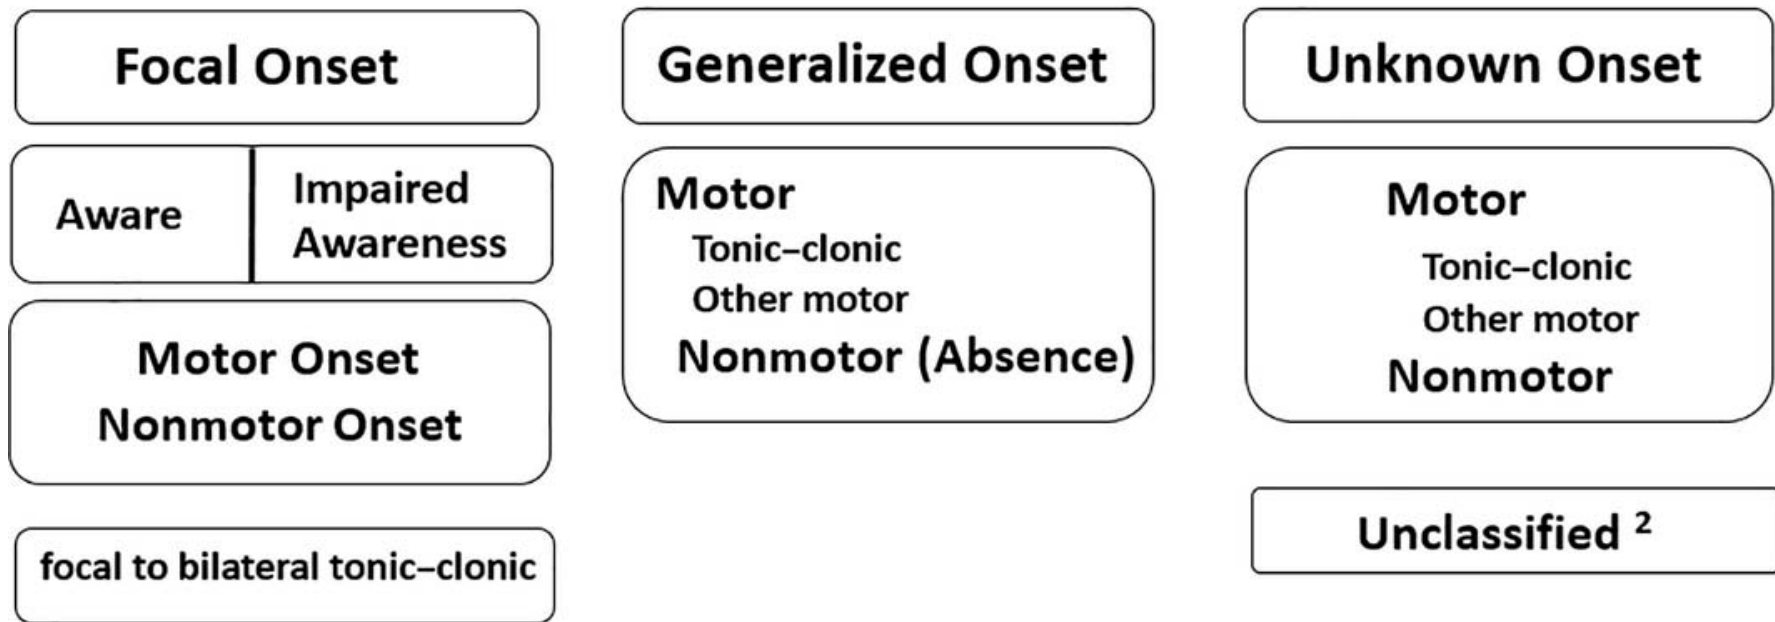 Focal Onset
Aware
Impaired
Awareness
Motor Onset
Nonmotor Onset
focal to bilateral tonic–clonic
Generalized Onset
Motor
Tonic–clonic
Other motor
Nonmotor (Absence)
Unknown Onset
Motor
Tonic–clonic
Other motor
Nonmotor
Unclassified ²